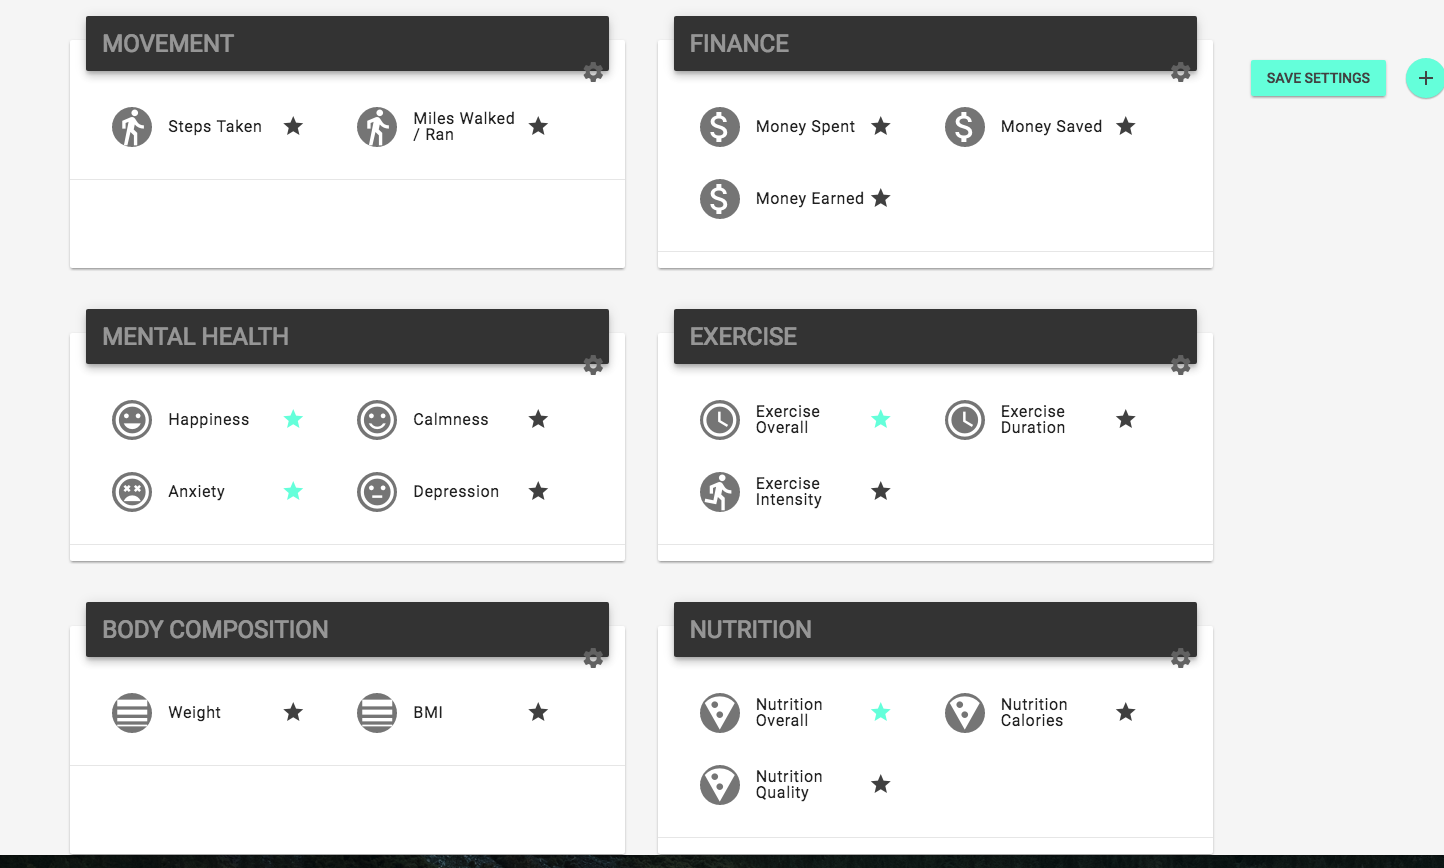 MOVEMENT
Steps Taken
Miles Walked
/ Ran
FINANCE
Money Spent
Money Saved
Money Earned
SAVE SETTINGS
MENTAL HEALTH
Happiness
Calmness
Anxiety
Depression
EXERCISE
Exercise
Overall
Exercise
Duration
Exercise
Intensity
BODY COMPOSITION
Weight
BMI
NUTRITION
Nutrition
Overall
Nutrition
Calories
Nutrition
Quality